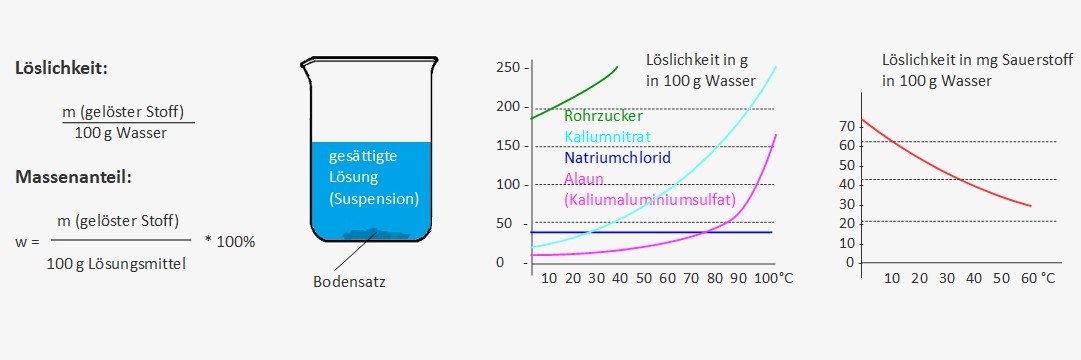 Löslichkeit:
m (gelöster Stoff)
100 g Wasser
Massenanteil:
m (gelöster Stoff)
w =
* 100%
100 g Lösungsmittel
gesättigte
Lösung
(Suspension)
Bodensatz
Löslichkeit in g
in 100 g Wasser
250
200
150
100
50
0
Rohrzucker
Kaliumnitrat
Natriumchlorid
Alaun
(Kaliumaluminiumsulfat)
10 20 30 40 50 60 70 80 90 100°C
Löslichkeit in mg Sauerstoff
in 100 g Wasser
70
60
50
40
30
20
10
0
10 20 30 40 50 60 °C